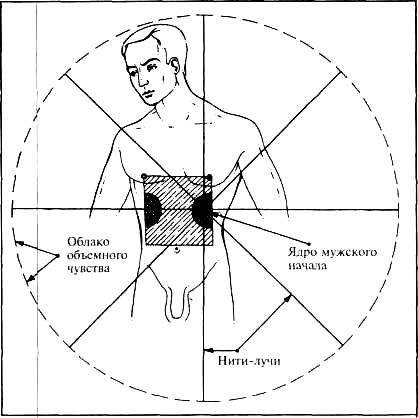 Облако
объемного
чувства
Ядро мужского
начала
Нити-лучи